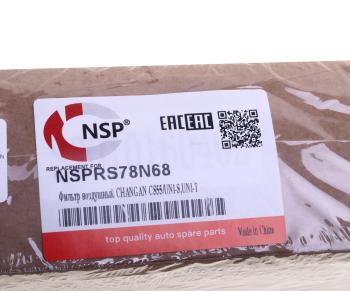 NSP®
EAC EAC
REPLACEMENT FOR
NSPRS78N68
Фильтр воздушный, CHANGAN CS55/UNI-S,UNI-T
top quality auto spare parts
Made in China